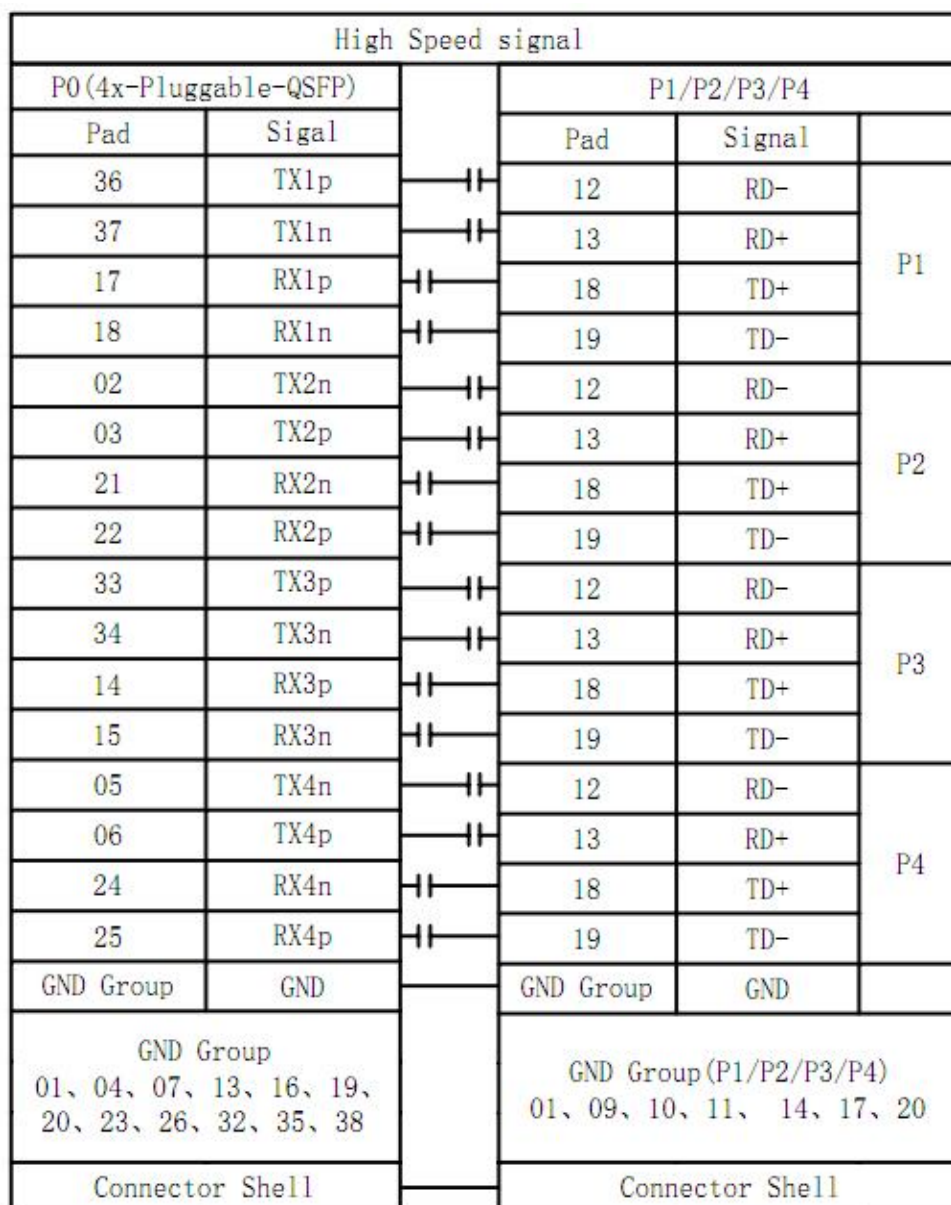 High Speed signal
P0(4x-Pluggable-QSFP) P1/P2/P3/P4
Pad Sigal Pad Signal
36 TX1p 12 RD-
37 TX1n 13 RD+
P1
17 RX1p 18 TD+
18 RX1n 19 TD-
02 TX2n 12 RD-
03 TX2p 13 RD+
P2
21 RX2n 18 TD+
22 RX2p 19 TD-
33 TX3p 12 RD-
34 TX3n 13 RD+
P3
14 RX3p 18 TD+
15 RX3n 19 TD-
05 TX4n 12 RD-
06 TX4p 13 RD+
P4
24 RX4n 18 TD+
25 RX4p 19 TD-
GND Group GND GND Group GND
GND Group
01、04、07、13、16、19、
20、23、26、32、35、38
GND Group(P1/P2/P3/P4)
01、09、10、11、 14、17、20
Connector Shell Connector Shell